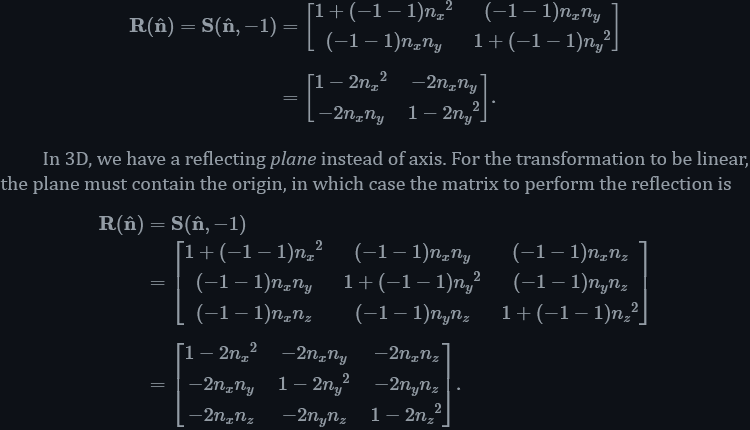 R(n̂) = S(n̂, −1) = [1 + (−1 − 1)nₓ² (−1 − 1)nₓn_y
(−1 − 1)nₓn_y 1 + (−1 − 1)n_y²]
= [1 − 2nₓ² −2nₓn_y
−2nₓn_y 1 − 2n_y²].
In 3D, we have a reflecting plane instead of axis. For the transformation to be linear,
the plane must contain the origin, in which case the matrix to perform the reflection is
R(n̂) = S(n̂, −1)
= [1 + (−1 − 1)nₓ² (−1 − 1)nₓn_y (−1 − 1)nₓn_z
(−1 − 1)nₓn_y 1 + (−1 − 1)n_y² (−1 − 1)n_yn_z
(−1 − 1)nₓn_z (−1 − 1)n_yn_z 1 + (−1 − 1)n_z²]
= [1 − 2nₓ² −2nₓn_y −2nₓn_z
−2nₓn_y 1 − 2n_y² −2n_yn_z
−2nₓn_z −2n_yn_z 1 − 2n_z²].